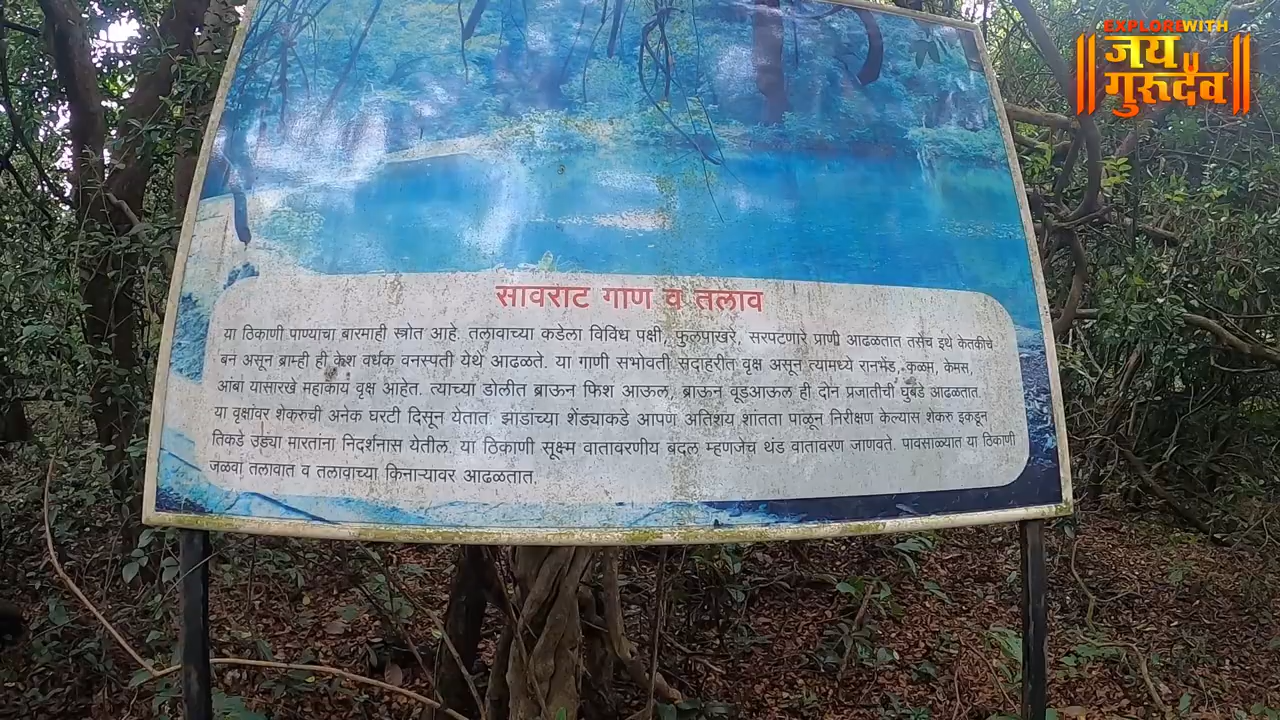 EXPLORE WITH
जय
गुरूदेव
सावराट गाण व तलाव
या ठिकाणी पाण्याचा बारमाही स्त्रोत आहे. तलावाच्या कडेला विविध पक्षी, फुलपाखरे, सरपटणारे प्राणी आढळतात तसेच इथे केतकीचे
बन असून ब्राम्ही ही केश वर्धक वनस्पती येथे आढळते. या गाणी सभोवती सदाहरीत वृक्ष असून त्यामध्ये रानभेंड, कुळम, केमस,
आंबा यासारखे महाकाय वृक्ष आहेत. त्याच्या डोलीत ब्राऊन फिश आऊल, ब्राऊन वूडआऊल ही दोन प्रजातीची घुबडे आढळतात.
या वृक्षांवर शेकरुची अनेक घरटी दिसून येतात. झाडांच्या शेंड्याकडे आपण अतिशय शांतता पाळून निरीक्षण केल्यास शेकरु इकडून
तिकडे उड्या मारतांना निदर्शनास येतील. या ठिकाणी सूक्ष्म वातावरणीय बदल म्हणजेच थंड वातावरण जाणवते. पावसाळ्यात या ठिकाणी
जळवा तलावात व तलावाच्या किनाऱ्यावर आढळतात.